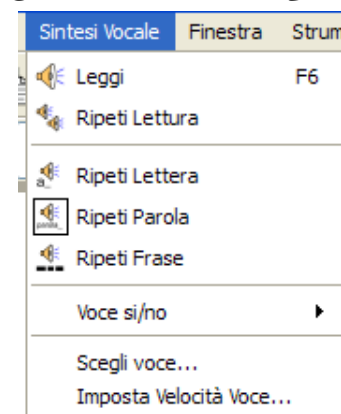 Sintesi Vocale Finestra Strum
Leggi F6
Ripeti Lettura
Ripeti Lettera
Ripeti Parola
Ripeti Frase
Voce si/no
Scegli voce...
Imposta Velocità Voce...